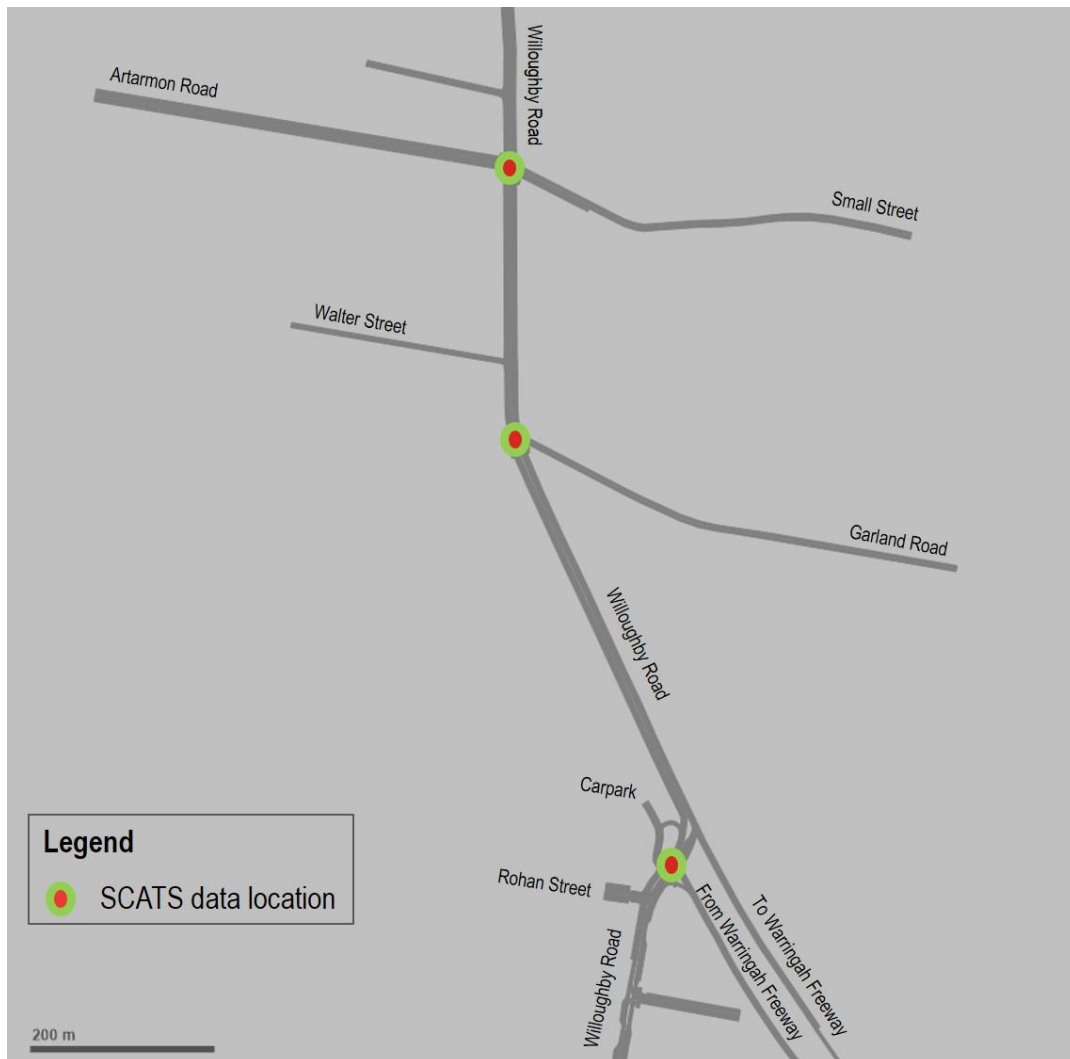 Willoughby Road
Artarmon Road
Small Street
Walter Street
Garland Road
Willoughby Road
Carpark
Rohan Street
From Warringah Freeway
To Warringah Freeway
Willoughby Road
Legend
SCATS data location
200 m